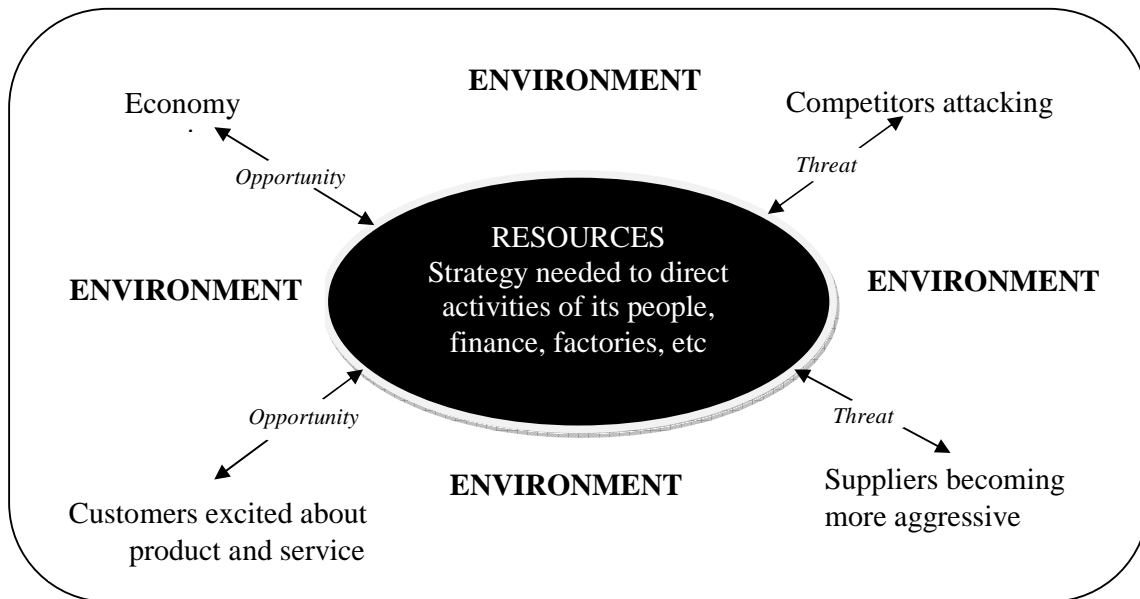 ENVIRONMENT
Economy
Competitors attacking
Opportunity
Threat
RESOURCES
Strategy needed to direct
activities of its people,
finance, factories, etc
ENVIRONMENT
ENVIRONMENT
Opportunity
Threat
ENVIRONMENT
Customers excited about
product and service
Suppliers becoming
more aggressive